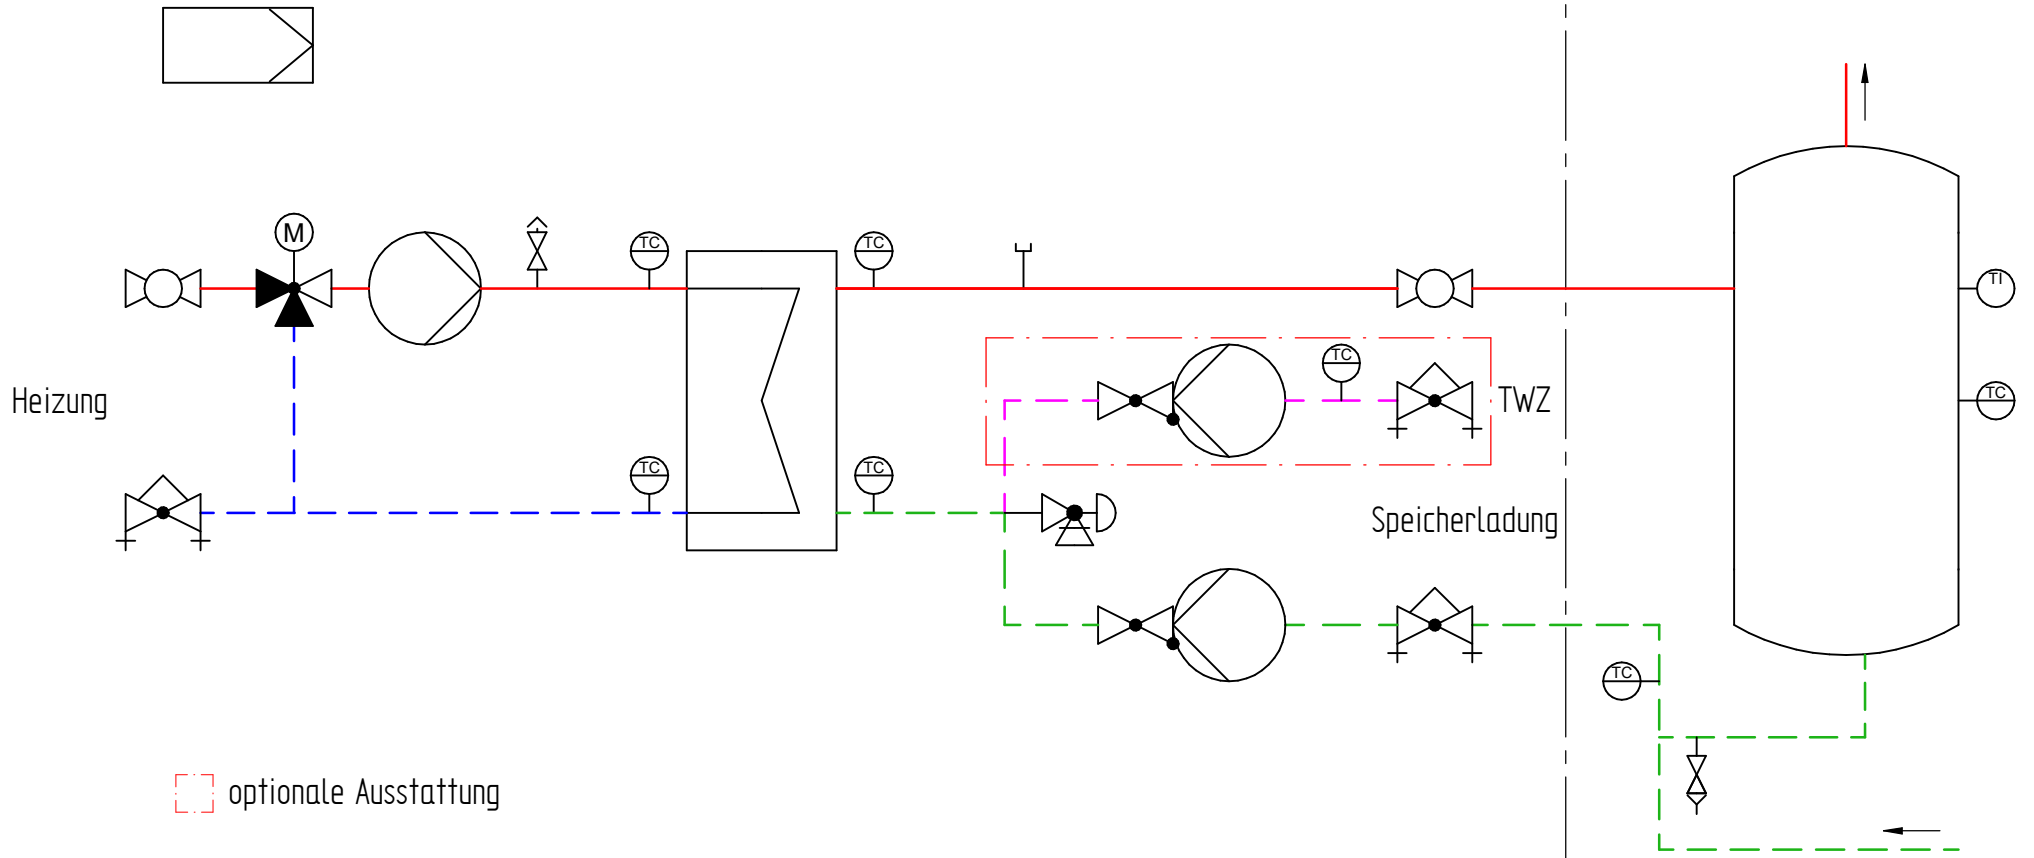 M
TC
TC
TI
TC
TWZ
TC
Heizung
TC
TC
Speicherladung
TC
optionale Ausstattung